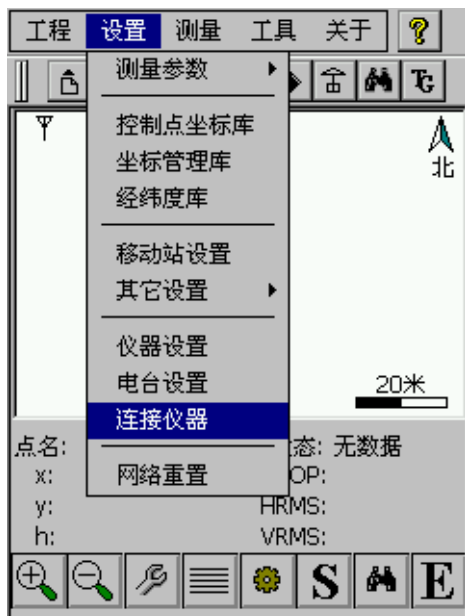 工程 设置 测量 工具 关于 ?
测量参数
TG
控制点坐标库
坐标管理库
经纬度库
北
移动站设置
其它设置
仪器设置
电台设置
20米
连接仪器
点名:
态: 无数据
网络重置
x:
OP:
y:
HRMS:
h:
VRMS:
S E